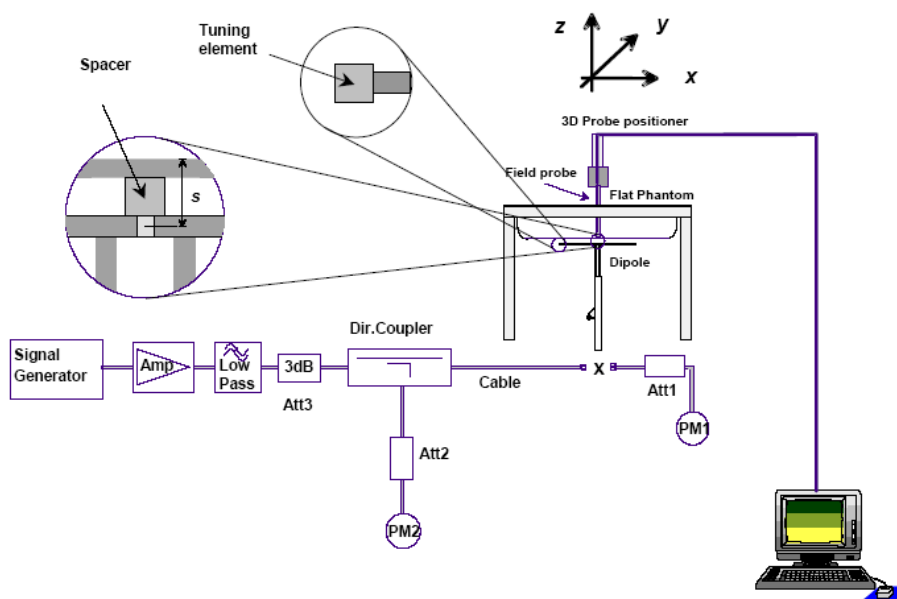 Tuning
element
Spacer
s
z
y
x
3D Probe positioner
Field probe
Flat Phantom
Dipole
Dir.Coupler
Signal
Generator
Amp
Low
Pass
3dB
Att3
Cable
X
Att1
PM1
Att2
PM2